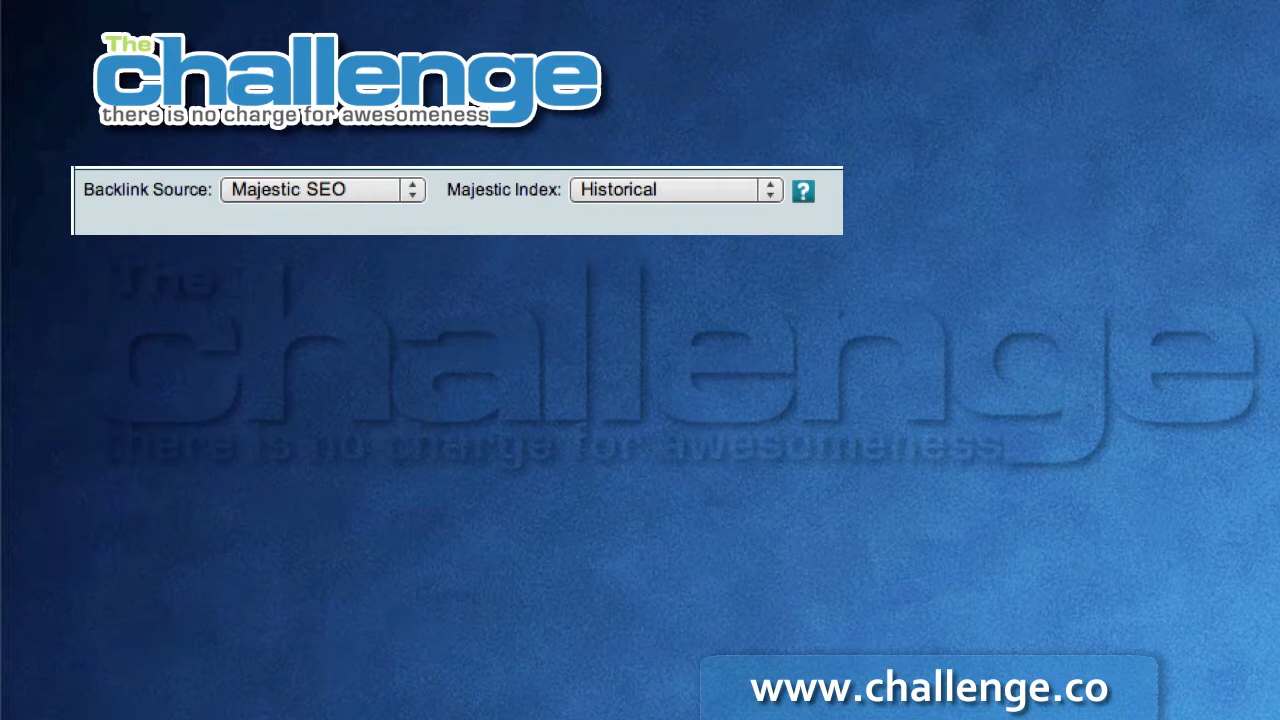 The
challenge
there is no charge for awesomeness
Backlink Source: Majestic SEO Majestic Index: Historical ?
The
challenge
there is no charge for awesomeness
www.challenge.co